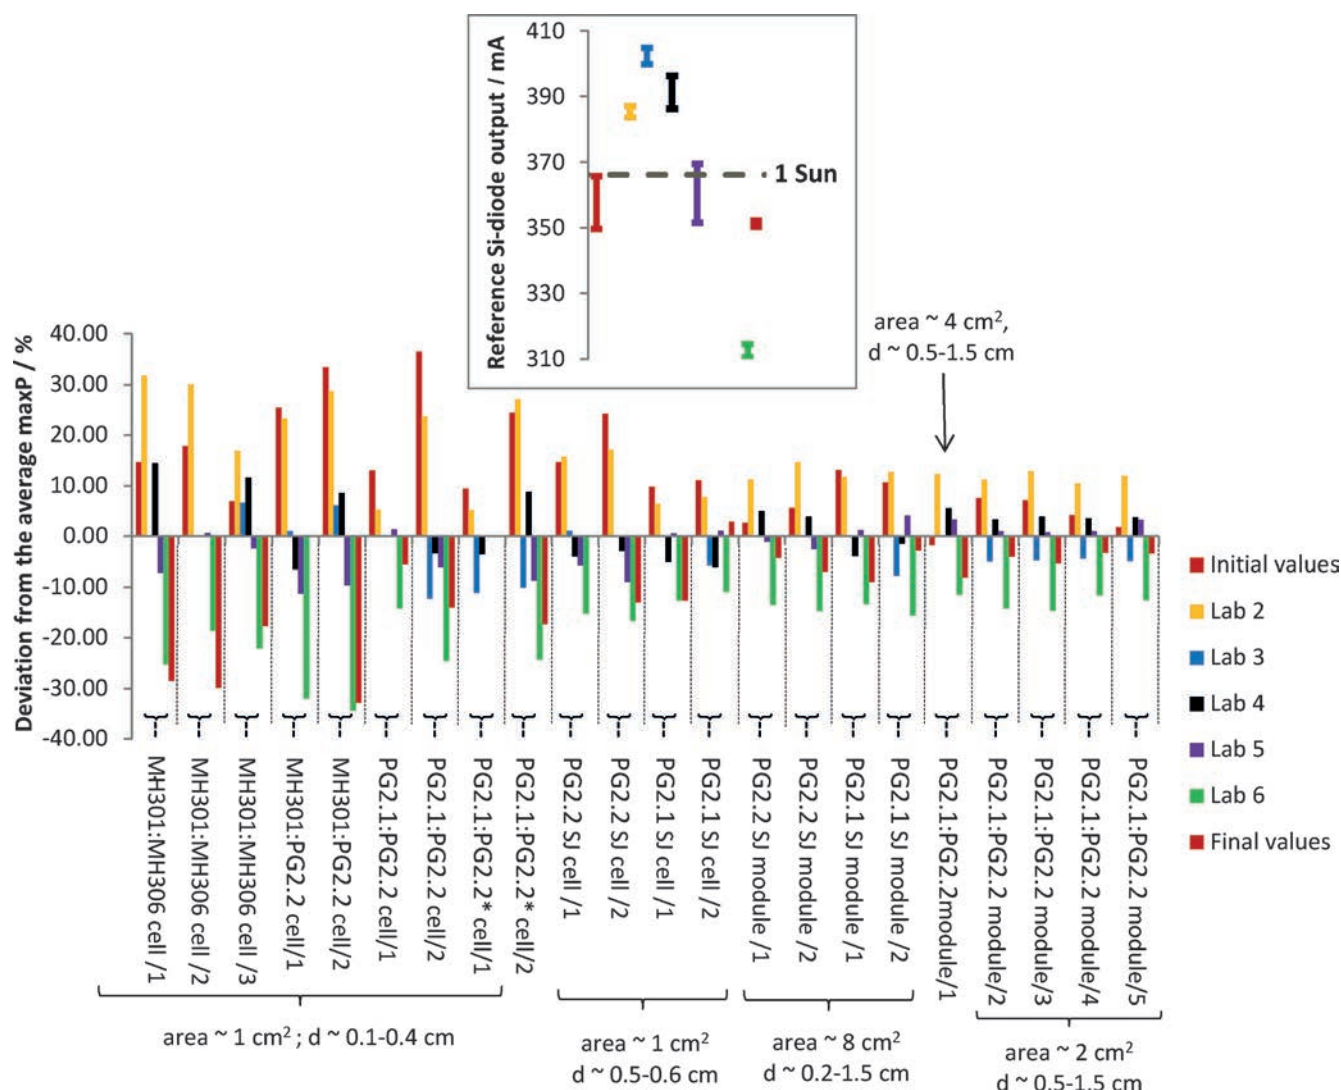 410
390
370
350
330
310
Reference Si-diode output / mA
1 Sun
area ~ 4 cm²,
d ~ 0.5-1.5 cm
40.00
30.00
20.00
10.00
0.00
-10.00
-20.00
-30.00
-40.00
Deviation from the average maxP / %
Initial values
Lab 2
Lab 3
Lab 4
Lab 5
Lab 6
Final values
MH301:MH306 cell /1
MH301:MH306 cell /2
MH301:MH306 cell /3
MH301:PG2.2 cell/1
MH301:PG2.2 cell/2
PG2.1:PG2.2 cell/1
PG2.1:PG2.2 cell/2
PG2.1:PG2.2* cell/1
PG2.1:PG2.2* cell/2
PG2.2 SJ cell /1
PG2.2 SJ cell /2
PG2.1 SJ cell /1
PG2.1 SJ cell /2
PG2.2 SJ module /1
PG2.2 SJ module /2
PG2.1 SJ module /1
PG2.1 SJ module /2
PG2.1:PG2.2module/1
PG2.1:PG2.2 module/2
PG2.1:PG2.2 module/3
PG2.1:PG2.2 module/4
PG2.1:PG2.2 module/5
area ~ 1 cm² ; d ~ 0.1-0.4 cm
area ~ 1 cm²
d ~ 0.5-0.6 cm
area ~ 8 cm²
d ~ 0.2-1.5 cm
area ~ 2 cm²
d ~ 0.5-1.5 cm